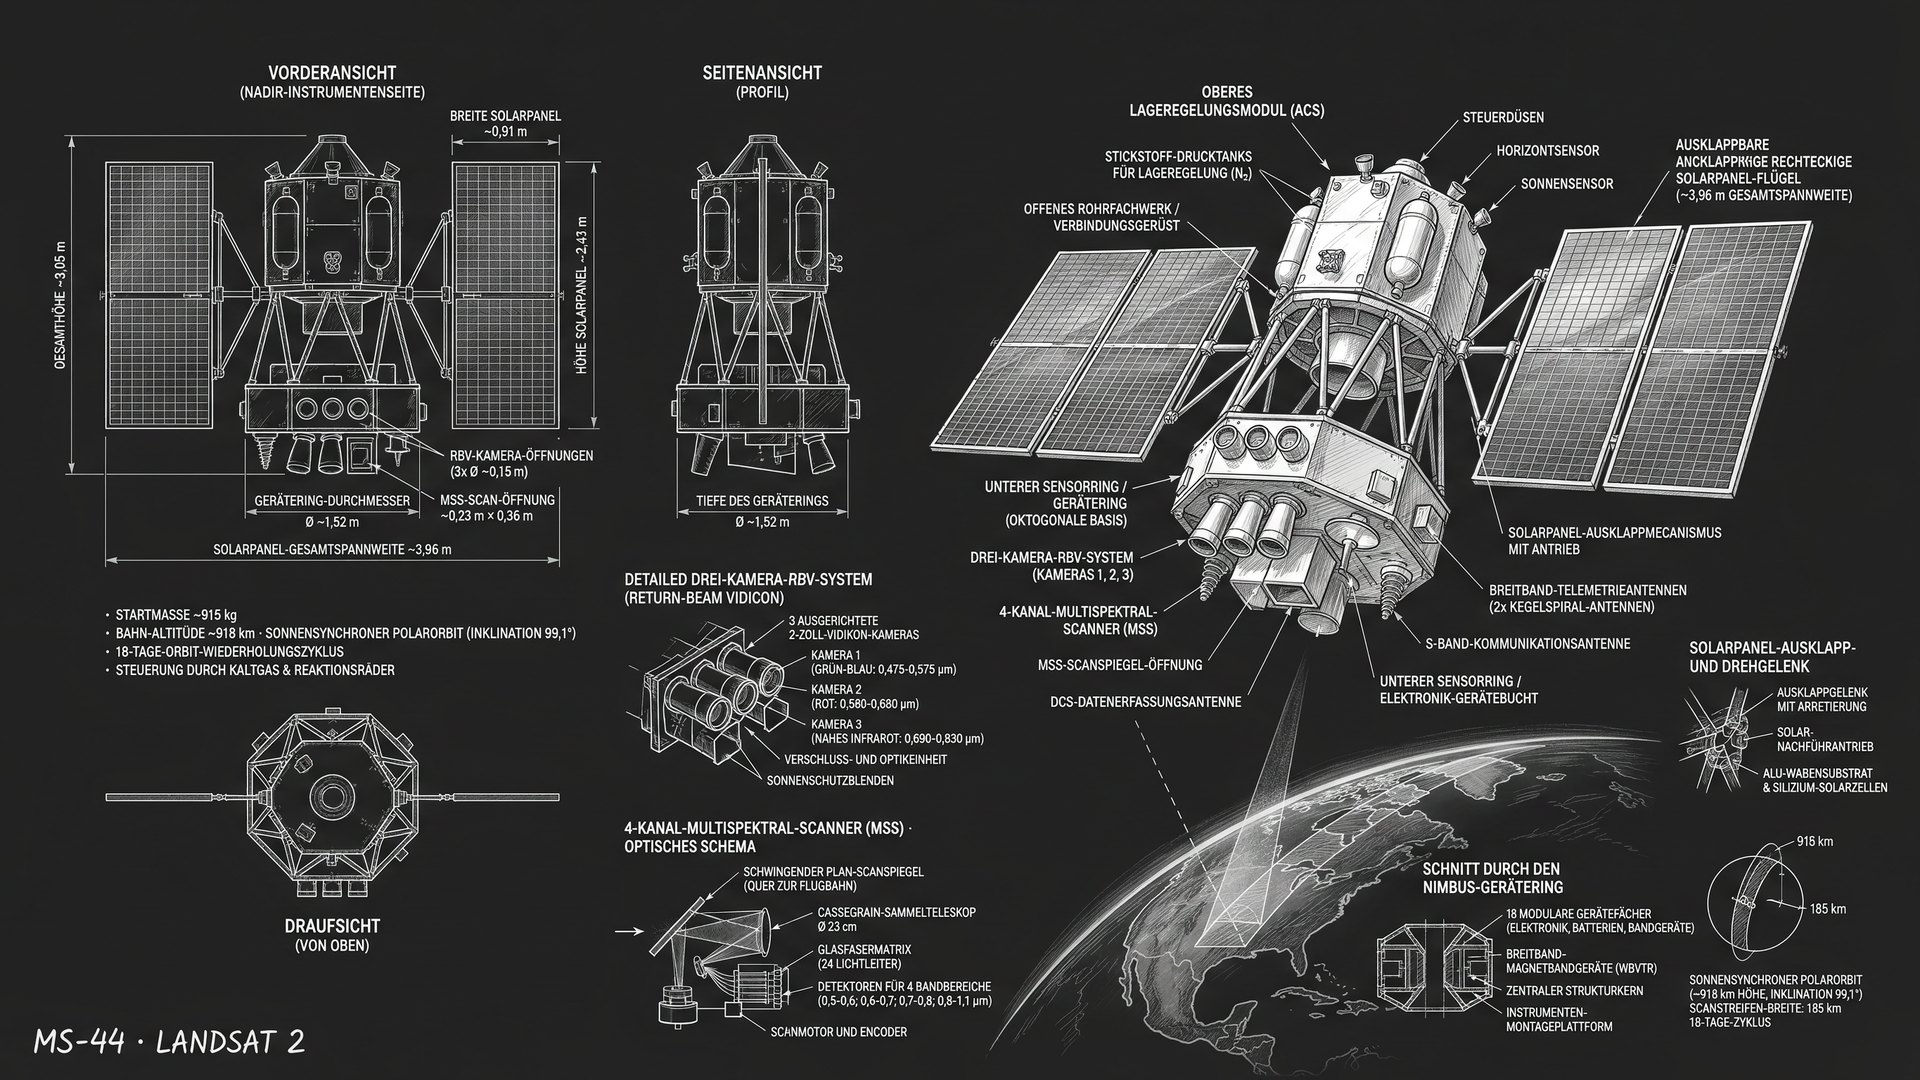 VORDERANSICHT
(NADIR-INSTRUMENTENSEITE)
BREITE SOLARPANEL
~0,91 m
OESAMTHÖHE ~3,05 m
HÖHE SOLARPANEL ~2,43 m
RBV-KAMERA-ÖFFNUNGEN
(3x Ø ~0,15 m)
MSS-SCAN-ÖFFNUNG
~0,23 m × 0,36 m
GERÄTERING-DURCHMESSER
Ø ~1,52 m
SOLARPANEL-GESAMTSPANNWEITE ~3,96 m
SEITENANSICHT
(PROFIL)
TIEFE DES GERÄTERINGS
Ø ~1,52 m
• STARTMASSE ~915 kg
• BAHN-ALTITÜDE ~918 km · SONNENSYNCHRONER POLARORBIT (INKLINATION 99,1°)
• 18-TAGE-ORBIT-WIEDERHOLUNGSZYKLUS
• STEUERUNG DURCH KALTGAS & REAKTIONSRÄDER
DRAUFSICHT
(VON OBEN)
DETAILED DREI-KAMERA-RBV-SYSTEM
(RETURN-BEAM VIDICON)
3 AUSGERICHTETE
2-ZOLL-VIDIKON-KAMERAS
KAMERA 1
(GRÜN-BLAU: 0,475-0,575 µm)
KAMERA 2
(ROT: 0,580-0,680 µm)
KAMERA 3
(NAHES INFRAROT: 0,690-0,830 µm)
VERSCHLUSS- UND OPTIKEINHEIT
SONNENSCHUTZBLENDEN
4-KANAL-MULTISPEKTRAL-SCANNER (MSS) ·
OPTISCHES SCHEMA
SCHWINGENDER PLAN-SCANSPIEGEL
(QUER ZUR FLUGBAHN)
CASSEGRAIN-SAMMELTELESKOP
Ø 23 cm
GLASFASERMATRIX
(24 LICHTLEITER)
DETEKTOREN FÜR 4 BANDBEREICHE
(0,5-0,6; 0,6-0,7; 0,7-0,8; 0,8-1,1 µm)
SCANMOTOR UND ENCODER
OBERES
LAGEREGELUNGSMODUL (ACS)
STICKSTOFF-DRUCKTANKS
FÜR LAGEREGELUNG (N₂)
OFFENES ROHRFACHWERK /
VERBINDUNGSGERÜST
STEUERDÜSEN
HORIZONTSENSOR
SONNENSENSOR
AUSKLAPPBARE
RECHTECKIGE
SOLARPANEL-FLÜGEL
(~3,96 m GESAMTSPANNWEITE)
UNTERER SENSORRING /
GERÄTERING
(OKTOGONALE BASIS)
DREI-KAMERA-RBV-SYSTEM
(KAMERAS 1, 2, 3)
4-KANAL-MULTISPEKTRAL-
SCANNER (MSS)
MSS-SCANSPIEGEL-ÖFFNUNG
DCS-DATENERFASSUNGSANTENNE
SOLARPANEL-AUSKLAPPMECANISMUS
MIT ANTRIEB
BREITBAND-TELEMETRIEANTENNEN
(2x KEGELSPIRAL-ANTENNEN)
S-BAND-KOMMUNIKATIONSANTENNE
UNTERER SENSORRING /
ELEKTRONIK-GERÄTEBUCHT
SOLARPANEL-AUSKLAPP-
UND DREHGELENK
AUSKLAPPGELENK
MIT ARRETIERUNG
SOLAR-
NACHFÜHRANTRIEB
ALU-WABENSUBSTRAT
& SILIZIUM-SOLARZELLEN
SCHNITT DURCH DEN
NIMBUS-GERÄTERING
18 MODULARE GERÄTEFÄCHER
(ELEKTRONIK, BATTERIEN, BANDGERÄTE)
BREITBAND-
MAGNETBANDGERÄTE (WBVTR)
ZENTRALER STRUKTURKERN
INSTRUMENTEN-
MONTAGEPLATTFORM
918 km
185 km
SONNENSYNCHRONER POLARORBIT
(~918 km HÖHE, INKLINATION 99,1°)
SCANSTREIFEN-BREITE: 185 km
18-TAGE-ZYKLUS
MS-44 · LANDSAT 2